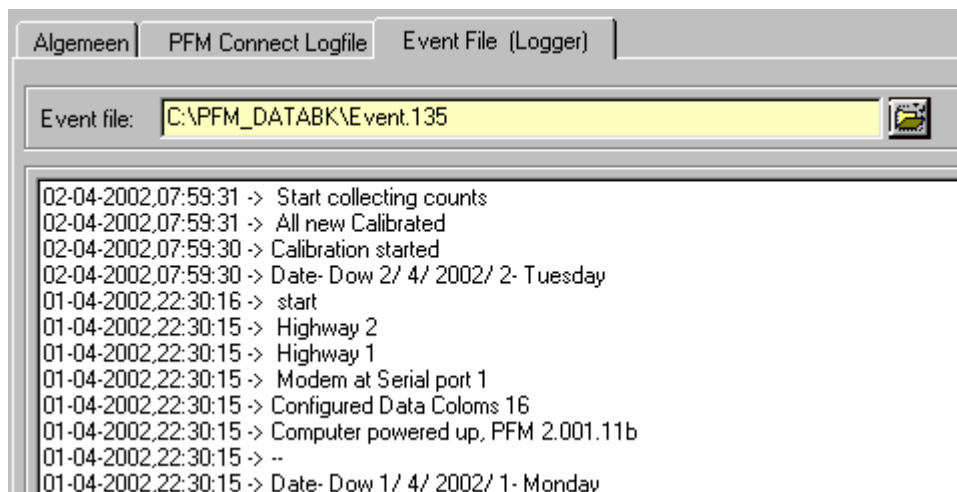 Algemeen PFM Connect Logfile Event File (Logger)
Event file: C:\PFM_DATABK\Event.135
02-04-2002,07:59:31 -> Start collecting counts
02-04-2002,07:59:31 -> All new Calibrated
02-04-2002,07:59:30 -> Calibration started
02-04-2002,07:59:30 -> Date- Dow 2/ 4/ 2002/ 2- Tuesday
01-04-2002,22:30:16 -> start
01-04-2002,22:30:15 -> Highway 2
01-04-2002,22:30:15 -> Highway 1
01-04-2002,22:30:15 -> Modem at Serial port 1
01-04-2002,22:30:15 -> Configured Data Coloms 16
01-04-2002,22:30:15 -> Computer powered up, PFM 2.001.11b
01-04-2002,22:30:15 -> --
01-04-2002,22:30:15 -> Date- Dow 1/ 4/ 2002/ 1- Monday